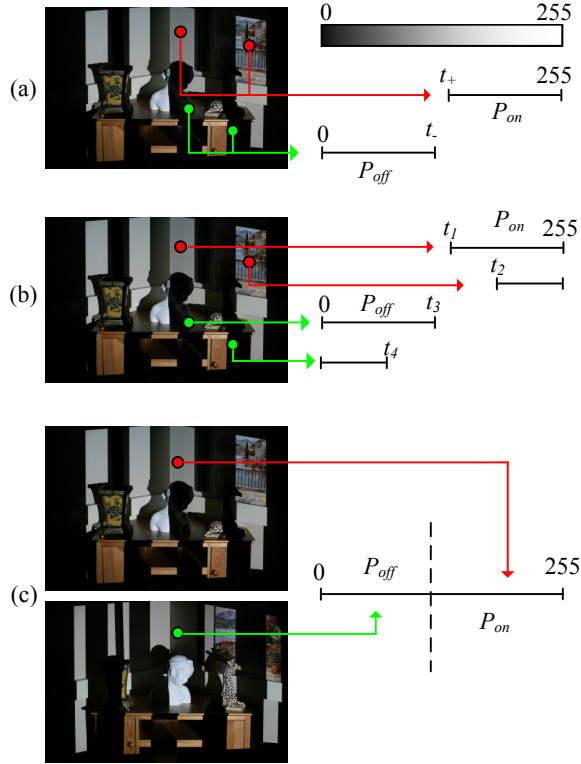 0 255
(a)
t+ 255
Pon
0 t-
Poff
(b)
t1 Pon 255
t2
0 Poff t3
t4
(c)
0 Poff 255
Pon